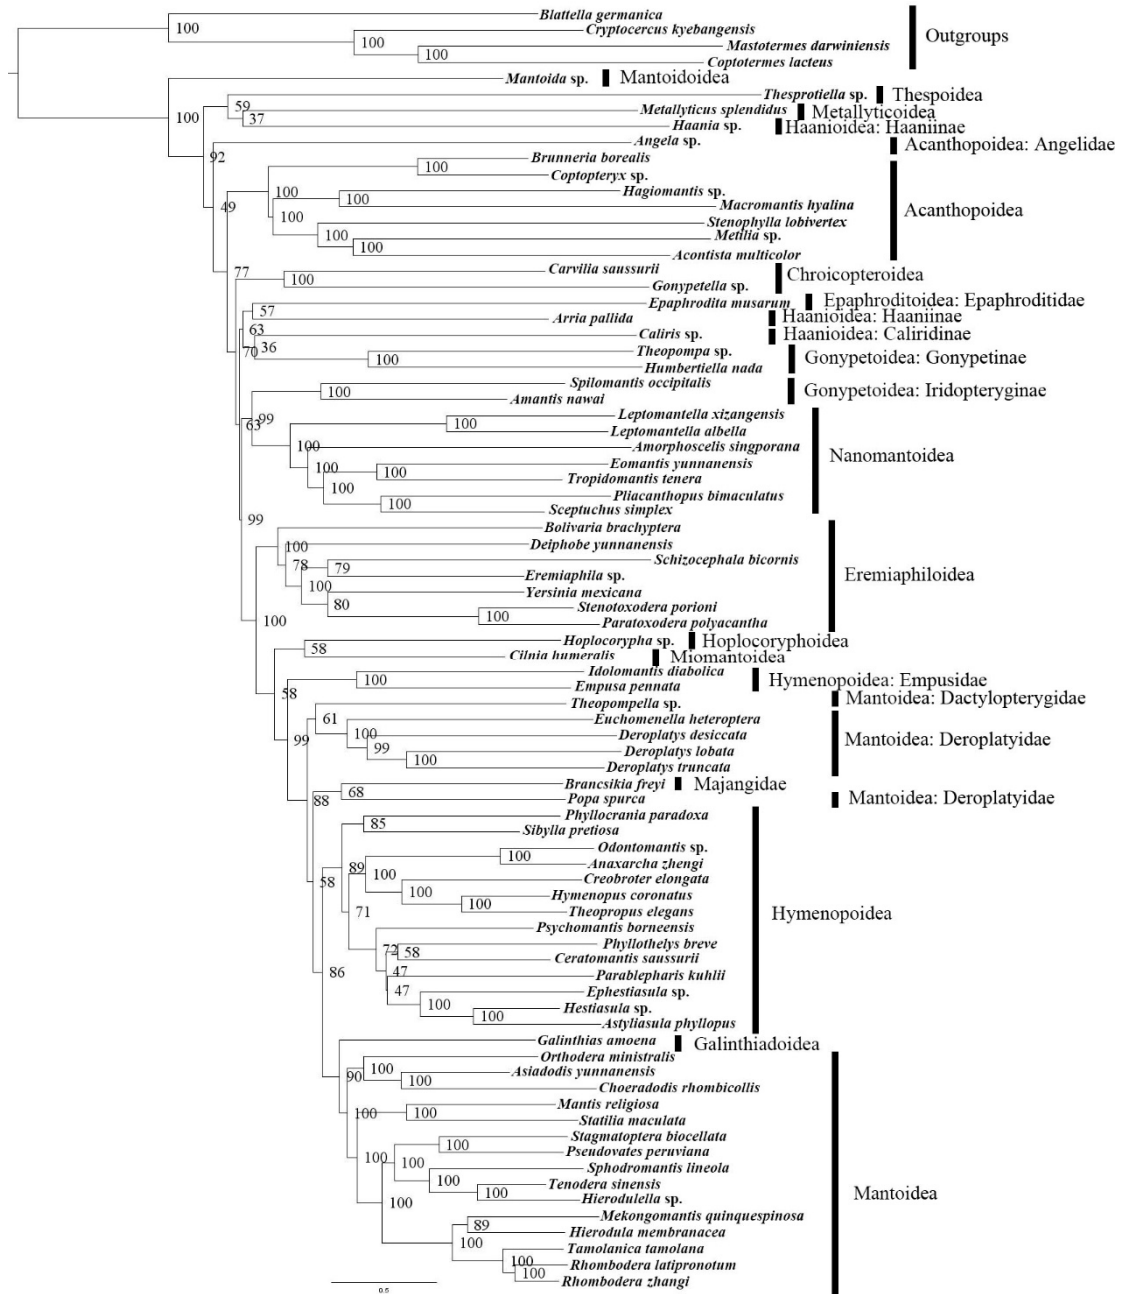 Blattella germanica
100
Cryptocercus kyebangensis
Outgroups
100
Mastotermes darwiniensis
100
Coptotermes lacteus
Mantoida sp.
Mantoidoidea
Thesprotiella sp.
Thespoidea
59
Metallyticus splendidus
Metallyticoidea
100
37
Haania sp.
Haanioidea: Haaniinae
Angela sp.
Acanthopoidea: Angelidae
92
Brunneria borealis
100
Coptopteryx sp.
100
Hagiomantis sp.
100
Macromantis hyalina
Acanthopoidea
49
100
Stenophylla lobivertex
100
Metilia sp.
100
Acontista multicolor
77
Carvilia saussurii
Chroicopteroidea
100
Gonypetella sp.
Epaphrodita musarum
Epaphroditoidea: Epaphroditidae
57
Arria pallida
Haanioidea: Haaniinae
63
Caliris sp.
Haanioidea: Caliridinae
36
70
Theopompa sp.
Gonypetoidea: Gonypetinae
100
Humbertiella nada
Spilomantis occipitalis
Gonypetoidea: Iridopteryginae
100
Amantis nawai
99
63
Leptomantella xizangensis
100
Leptomantella albella
100
Amorphoscelis singporana
Nanomantoidea
100
Eomantis yunnanensis
100
Tropidomantis tenera
100
Pliacanthopus bimaculatus
100
Sceptuchus simplex
99
Bolivaria brachyptera
100
Deiphobe yunnanensis
78
Schizocephala bicornis
79
Eremiaphila sp.
Eremiaphiloidea
100
Yersinia mexicana
80
Stenotoxodera porioni
100
Paratoxodera polyacantha
100
Hoplocorypha sp.
Hoplocoryphoidea
58
Cilnia humeralis
Miomantoidea
Idolomantis diabolica
Hymenopoidea: Empusidae
100
Empusa pennata
58
Theopompella sp.
Mantoidea: Dactylopterygidae
61
Euchomenella heteroptera
100
Deroplatys desiccata
Mantoidea: Deroplatyidae
99
99
Deroplatys lobata
100
Deroplatys truncata
Brancsikia freyi
Majangidae
68
88
Popa spurca
Mantoidea: Deroplatyidae
Phyllocrania paradoxa
85
Sibylla pretiosa
Odontomantis sp.
100
Anaxarcha zhengi
89
100
58
Creobroter elongata
100
Hymenopus coronatus
100
Theopropus elegans
71
Hymenopoidea
Psychomantis borneensis
Phyllothelys breve
72
58
Ceratomantis saussurii
86
47
Parablepharis kuhlii
47
Ephestiasula sp.
100
Hestiasula sp.
100
Astyliasula phyllopus
Galinthias amoena
Galinthiadoidea
Orthodera ministralis
100
Asiadodis yunnanensis
90
100
Choeradodis rhombicollis
Mantis religiosa
100
100
Statilia maculata
Stagmatoptera biocellata
100
Pseudovates peruviana
100
100
Sphodromantis lineola
100
Tenodera sinensis
100
Hierodulella sp.
Mantoidea
100
Mekongomantis quinquespinosa
89
Hierodula membranacea
100
Tamolanica tamolana
100
Rhombodera latipronotum
100
Rhombodera zhangi
0.5